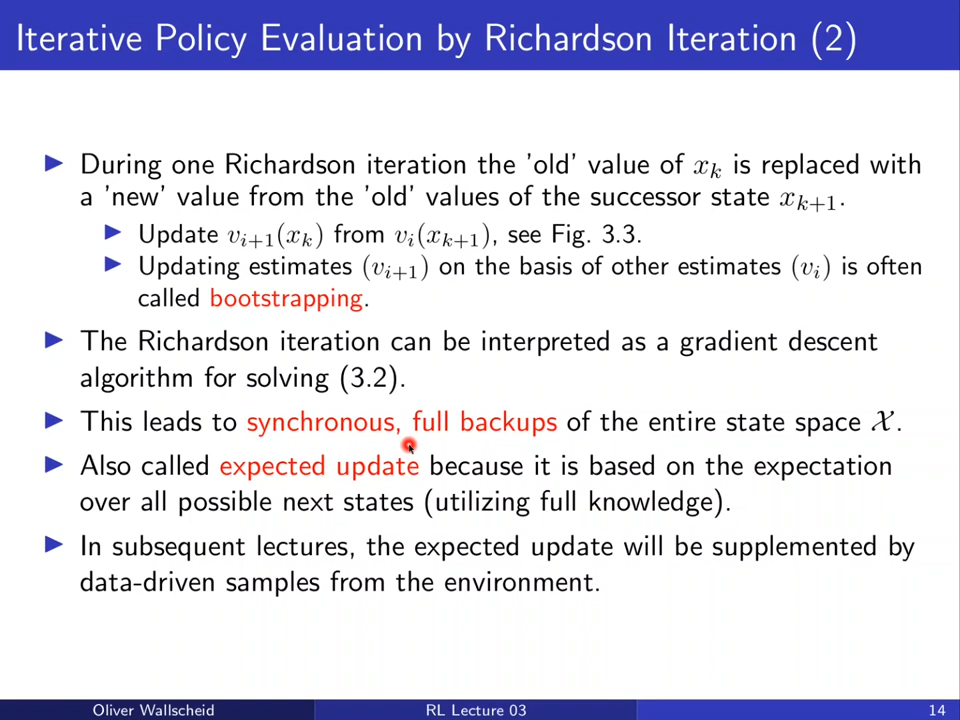 Iterative Policy Evaluation by Richardson Iteration (2)
▶ During one Richardson iteration the 'old' value of $x_k$ is replaced with
a 'new' value from the 'old' values of the successor state $x_{k+1}$.
▶ Update $v_{i+1}(x_k)$ from $v_i(x_{k+1})$, see Fig. 3.3.
▶ Updating estimates ($v_{i+1}$) on the basis of other estimates ($v_i$) is often
called bootstrapping.
▶ The Richardson iteration can be interpreted as a gradient descent
algorithm for solving (3.2).
▶ This leads to synchronous, full backups of the entire state space $\mathcal{X}$.
▶ Also called expected update because it is based on the expectation
over all possible next states (utilizing full knowledge).
▶ In subsequent lectures, the expected update will be supplemented by
data-driven samples from the environment.
Oliver Wallscheid RL Lecture 03 14